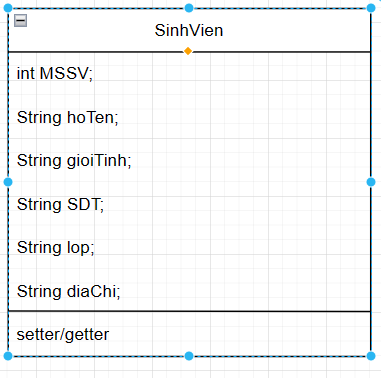 SinhVien
int MSSV;
String hoTen;
String gioiTinh;
String SDT;
String lop;
String diaChi;
setter/getter